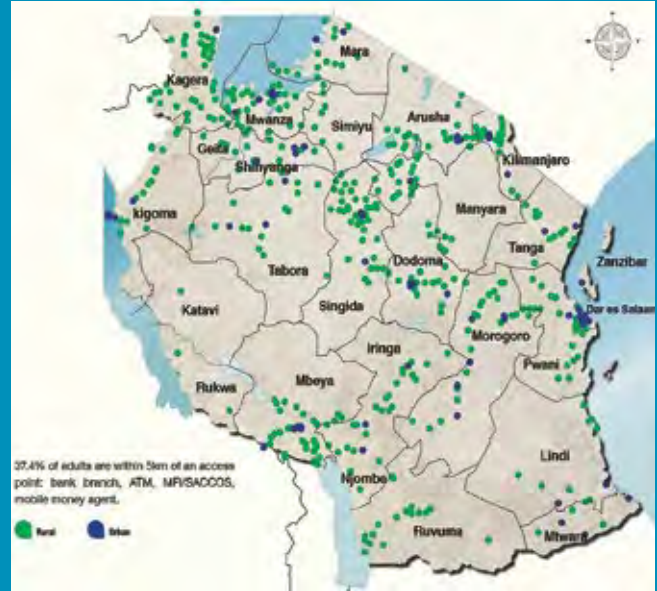 Mara
Kagera
Mwanza
Simiyu
Arusha
Geita
Shinyanga
Kilimanjaro
kigoma
Manyara
Tanga
Tabora
Dodoma
Zanzibar
Katavi
Singida
Dar es Salaam
Morogoro
Iringa
Pwani
Rukwa
Mbeya
Lindi
Njombe
Ruvuma
Mtwara
37.4% of adults are within 5km of an access
point: bank branch, ATM, MFI/SACCOS,
mobile money agent.
Rural Urban